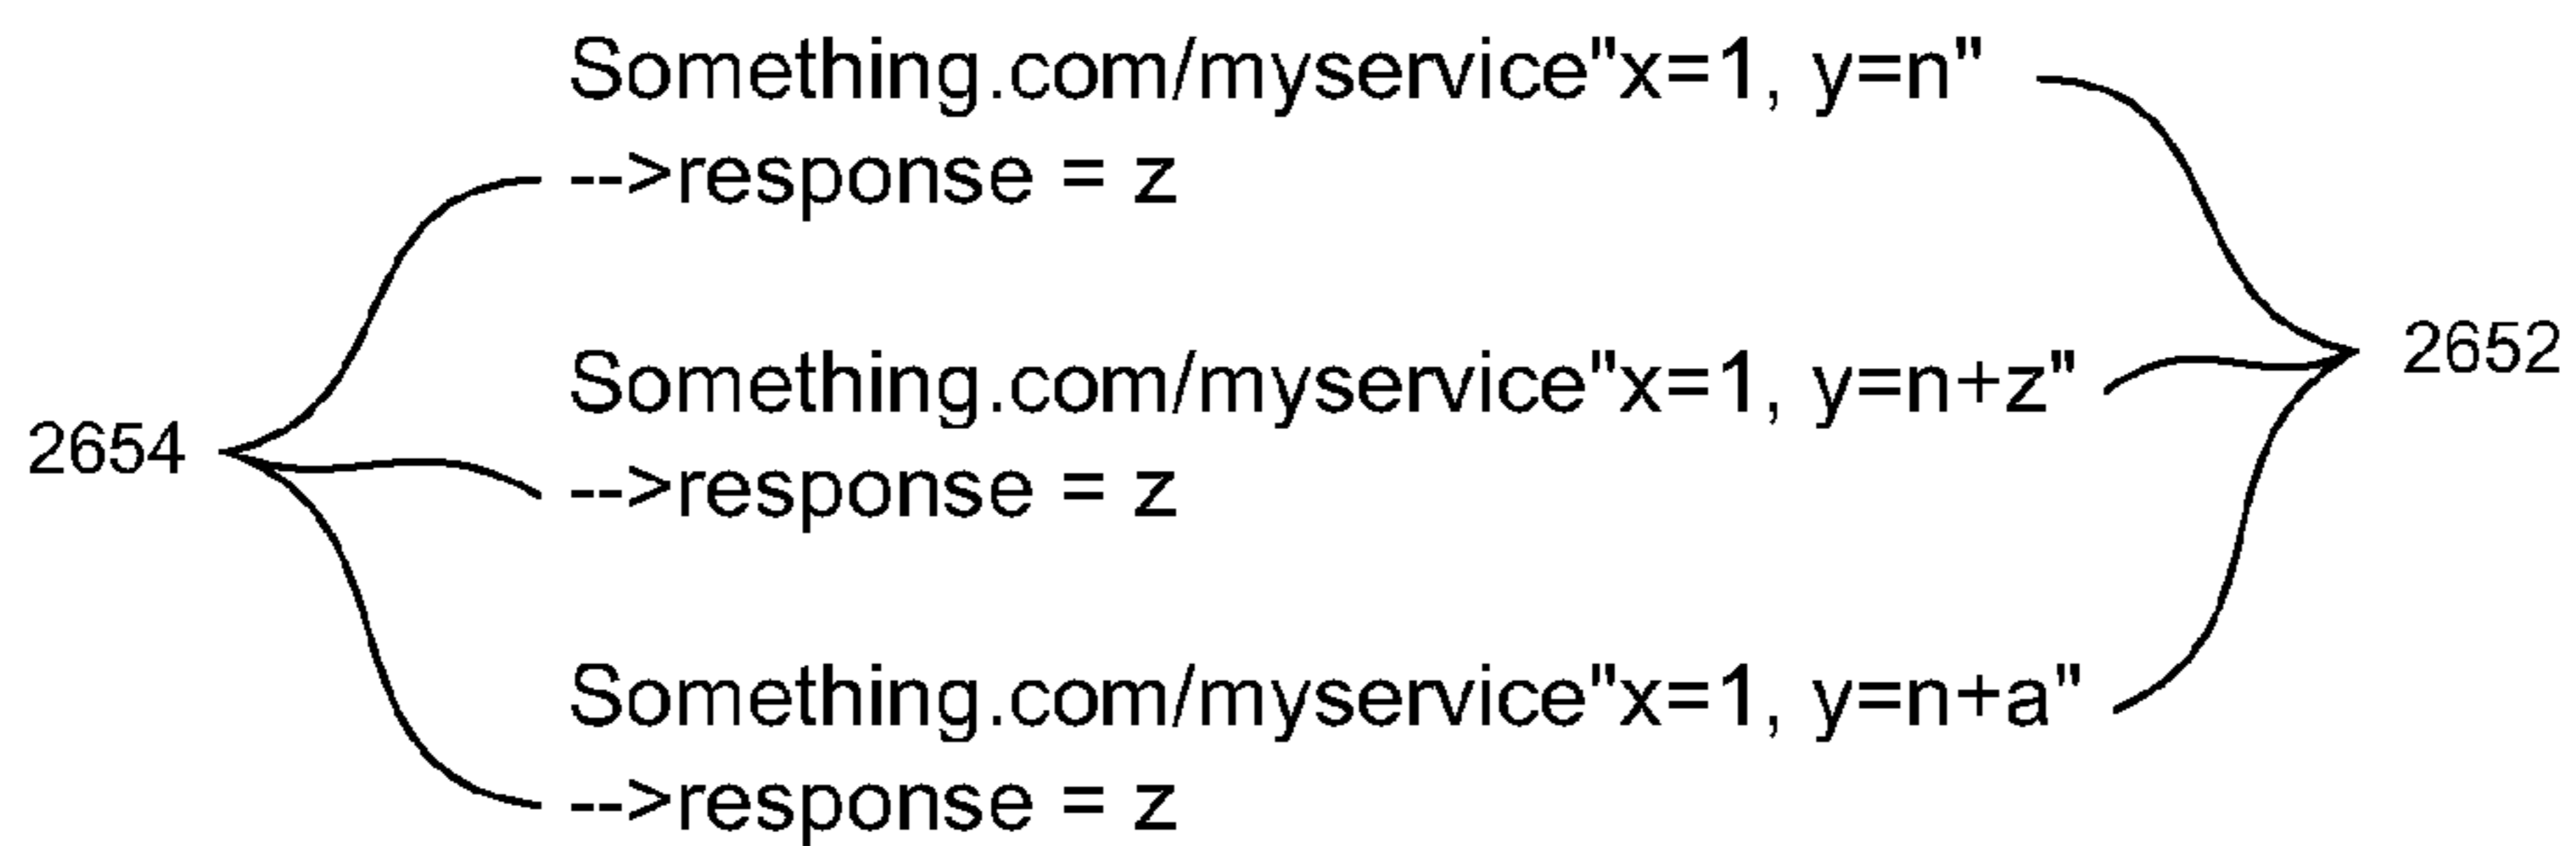 Something.com/myservice"x=1, y=n"
-->response = z
2652
Something.com/myservice"x=1, y=n+z"
2654
-->response = z
Something.com/myservice"x=1, y=n+a"
-->response = z